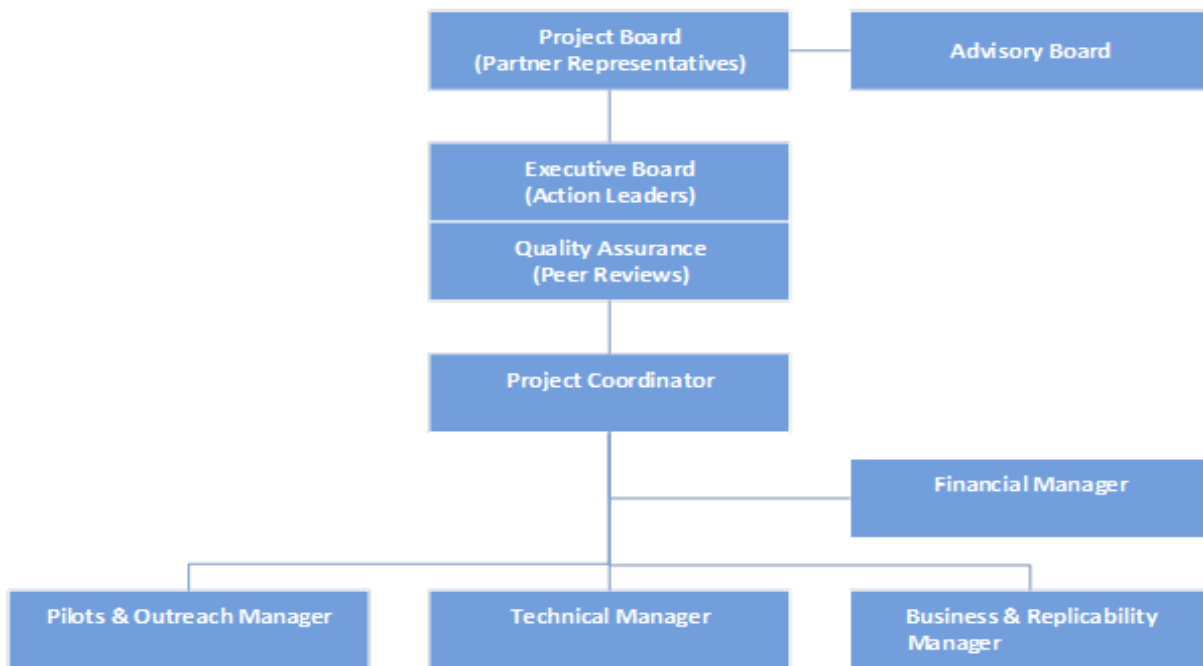 Project Board
(Partner Representatives)
Advisory Board
Executive Board
(Action Leaders)
Quality Assurance
(Peer Reviews)
Project Coordinator
Financial Manager
Pilots & Outreach Manager
Technical Manager
Business & Replicability
Manager